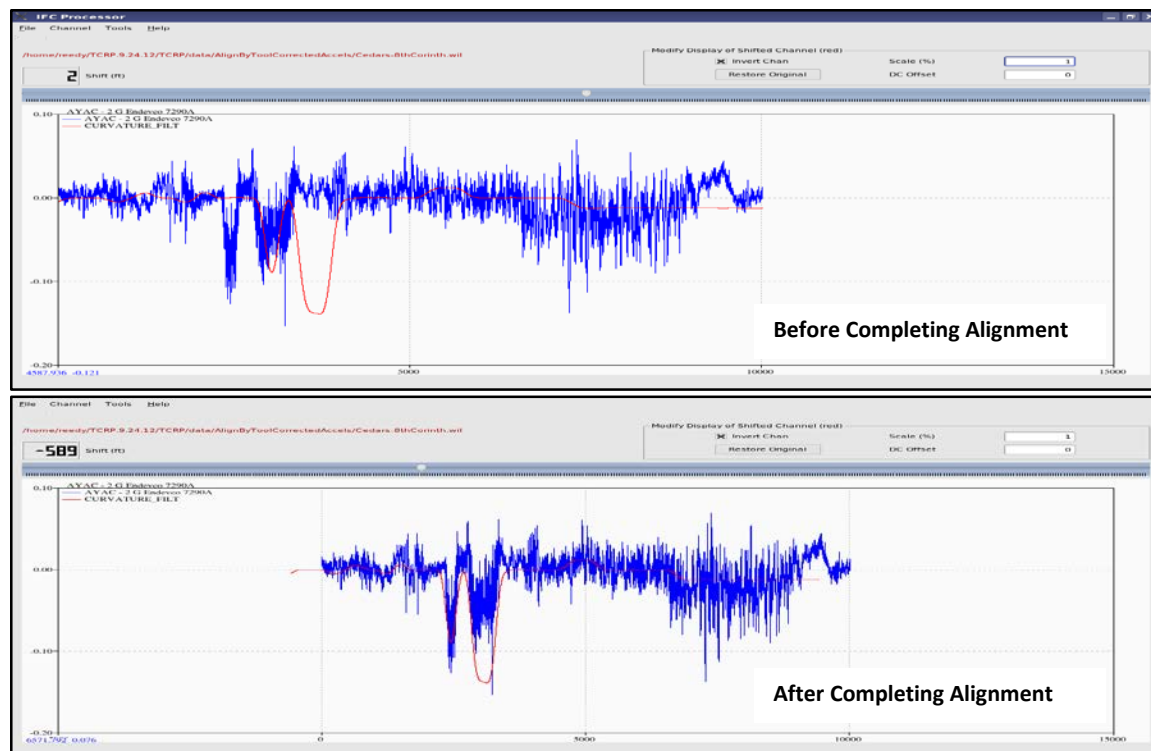 IFC Processor
File Channel Tools Help
/home/reedy/TCRP.9.24.12/TCRP/data/AlignByToolCorrectedAccels/Cedars-8thCorinth.wil
Modify Display of Shifted Channel (red)
Invert Chan Scale (%) 1
2 Shift (ft)
Restore Original DC Offset 0
AYAC - 2 G Endevco 7290A
0.10
AYAC - 2 G Endevco 7290A
CURVATURE_FILT
0.00
-0.10
Before Completing Alignment
-0.20
4587.936 -0.121
5000 10000 15000
File Channel Tools Help
/home/reedy/TCRP.9.24.12/TCRP/data/AlignByToolCorrectedAccels/Cedars-8thCorinth.wil
Modify Display of Shifted Channel (red)
Invert Chan Scale (%) 1
-589 Shift (ft)
Restore Original DC Offset 0
AYAC - 2 G Endevco 7290A
0.10
AYAC - 2 G Endevco 7290A
CURVATURE_FILT
0.00
-0.10
After Completing Alignment
-0.20
0.076
0 5000 10000 15000